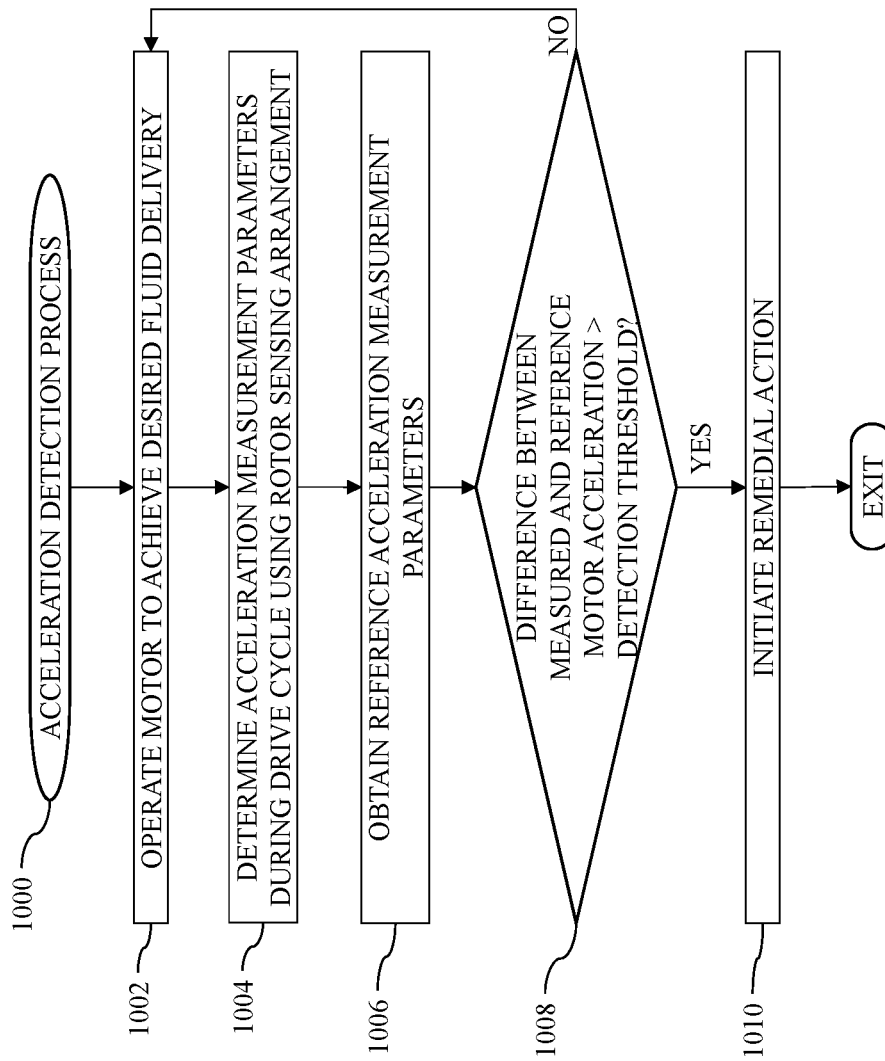 1000
ACCELERATION DETECTION PROCESS
1002
OPERATE MOTOR TO ACHIEVE DESIRED FLUID DELIVERY
1004
DETERMINE ACCELERATION MEASUREMENT PARAMETERS
DURING DRIVE CYCLE USING ROTOR SENSING ARRANGEMENT
1006
OBTAIN REFERENCE ACCELERATION MEASUREMENT
PARAMETERS
1008
DIFFERENCE BETWEEN
MEASURED AND REFERENCE
MOTOR ACCELERATION >
DETECTION THRESHOLD?
NO
YES
1010
INITIATE REMEDIAL ACTION
EXIT